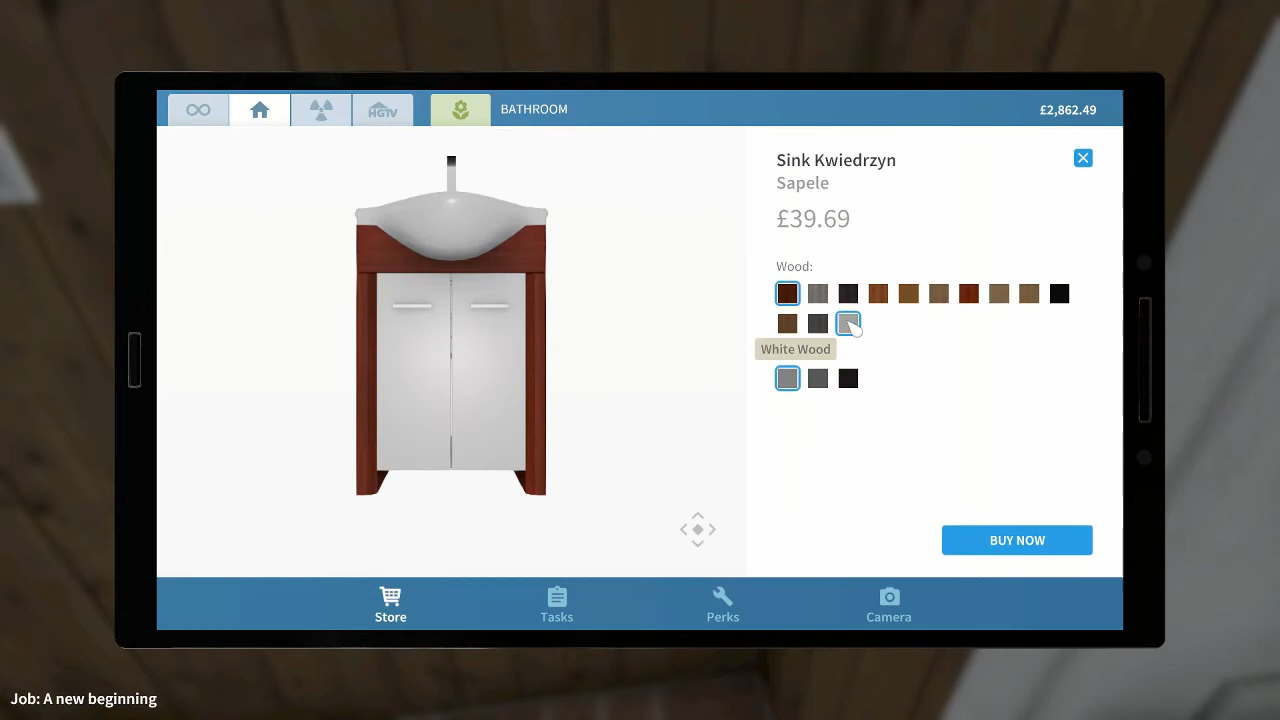 HGTV
BATHROOM
£2,862.49
Sink Kwiedrzyn
Sapele
£39.69
Wood:
White Wood
BUY NOW
Store
Tasks
Perks
Camera
Job: A new beginning